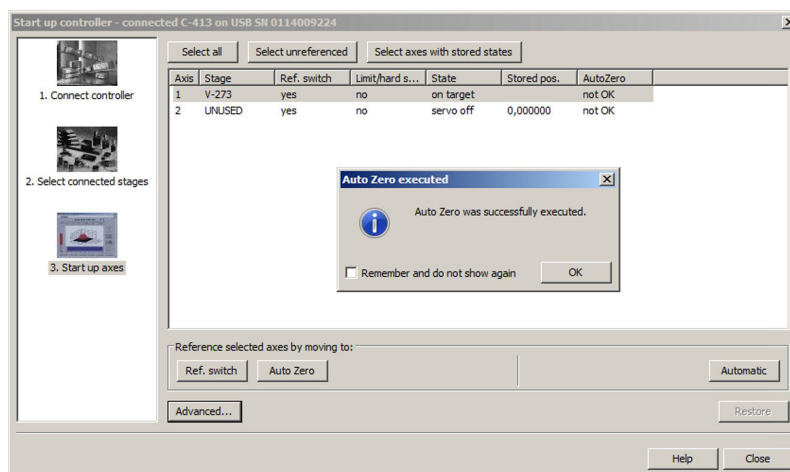 Start up controller - connected C-413 on USB SN 0114009224
Select all Select unreferenced Select axes with stored states
Axis Stage Ref. switch Limit/hard s... State Stored pos. AutoZero
1 V-273 yes no on target not OK
2 UNUSED yes no servo off 0,000000 not OK
1. Connect controller
2. Select connected stages
3. Start up axes
Auto Zero executed
Auto Zero was successfully executed.
Remember and do not show again OK
Reference selected axes by moving to:
Ref. switch Auto Zero Automatic
Advanced... Restore
Help Close